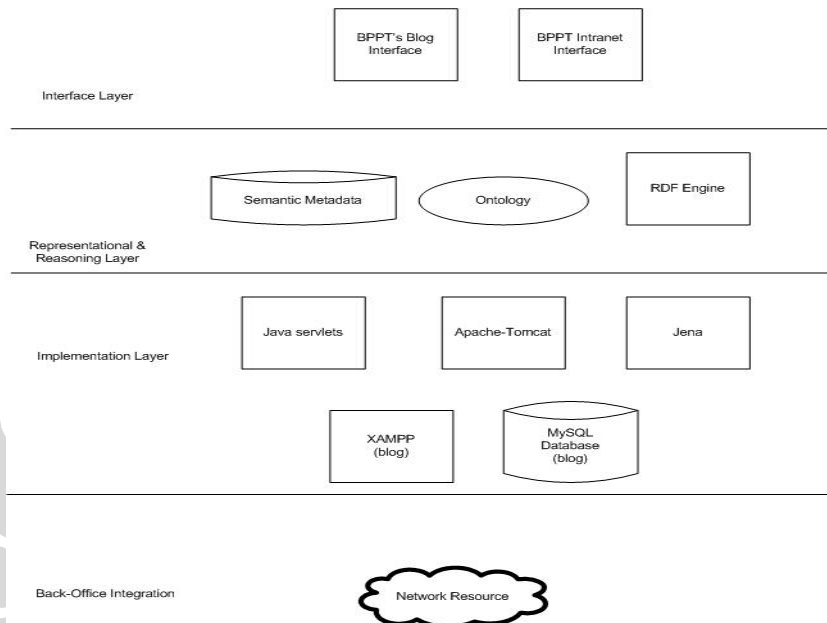 BPPT's Blog
Interface
BPPT Intranet
Interface
Interface Layer
Semantic Metadata
Ontology
RDF Engine
Representational &
Reasoning Layer
Java servlets
Apache-Tomcat
Jena
Implementation Layer
XAMPP
(blog)
MySQL
Database
(blog)
Back-Office Integration
Network Resource